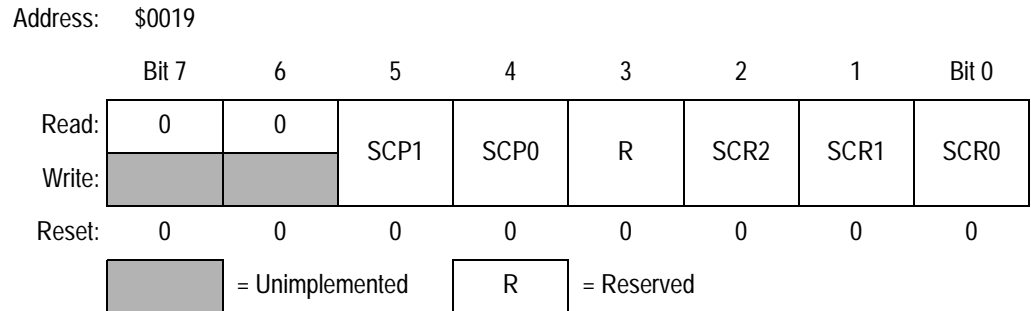 Address: $0019
Bit 7 6 5 4 3 2 1 Bit 0
Read: 0 0 SCP1 SCP0 R SCR2 SCR1 SCR0
Write:
Reset: 0 0 0 0 0 0 0 0
= Unimplemented R = Reserved